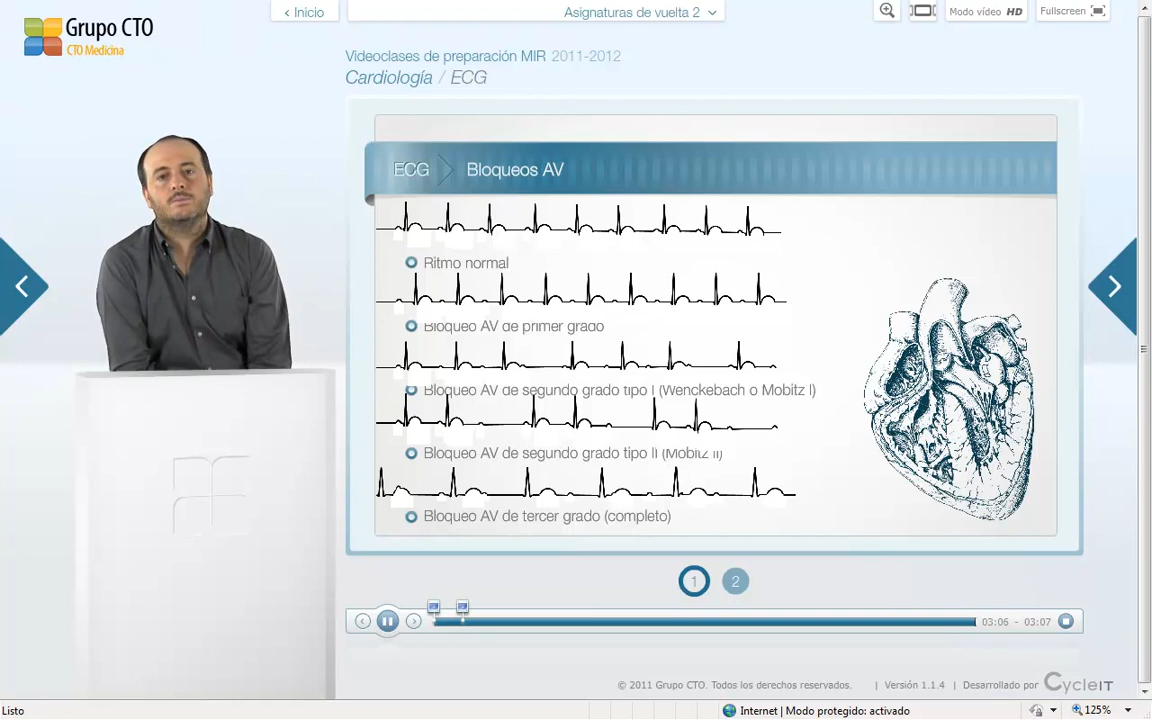 Grupo CTO
CTO Medicina
‹ Inicio
Asignaturas de vuelta 2
Modo vídeo HD
Fullscreen
Videoclases de preparación MIR 2011-2012
Cardiología / ECG
ECG
Bloqueos AV
Ritmo normal
Bloqueo AV de primer grado
Bloqueo AV de segundo grado tipo I (Wenckebach o Mobitz I)
Bloqueo AV de segundo grado tipo II (Mobitz II)
Bloqueo AV de tercer grado (completo)
1
2
03:06 - 03:07
© 2011 Grupo CTO. Todos los derechos reservados. | Versión 1.1.4 | Desarrollado por CycleIT
Listo
Internet | Modo protegido: activado
125%